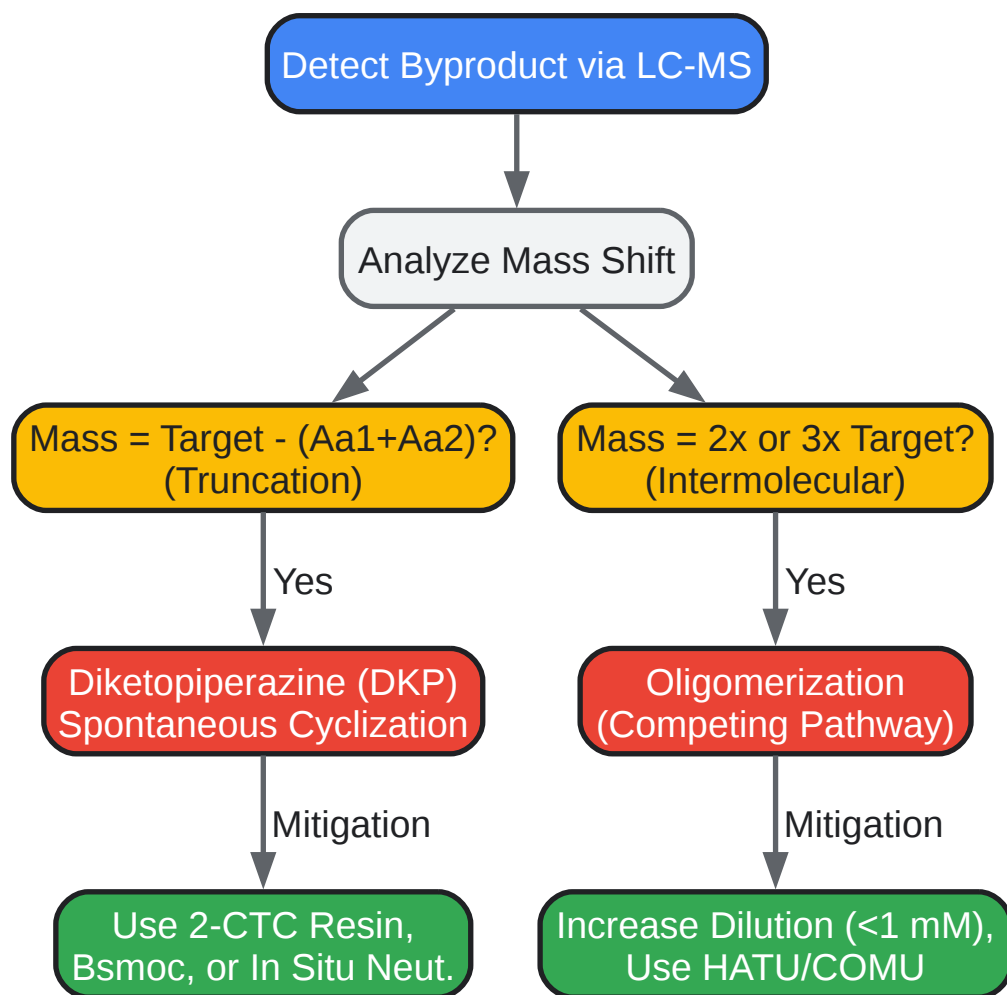 Detect Byproduct via LC-MS
Analyze Mass Shift
Mass = Target - (Aa1+Aa2)?
(Truncation)
Mass = 2x or 3x Target?
(Intermolecular)
Yes
Yes
Diketopiperazine (DKP)
Spontaneous Cyclization
Oligomerization
(Competing Pathway)
Mitigation
Mitigation
Use 2-CTC Resin,
Bsmoc, or In Situ Neut.
Increase Dilution (<1 mM),
Use HATU/COMU